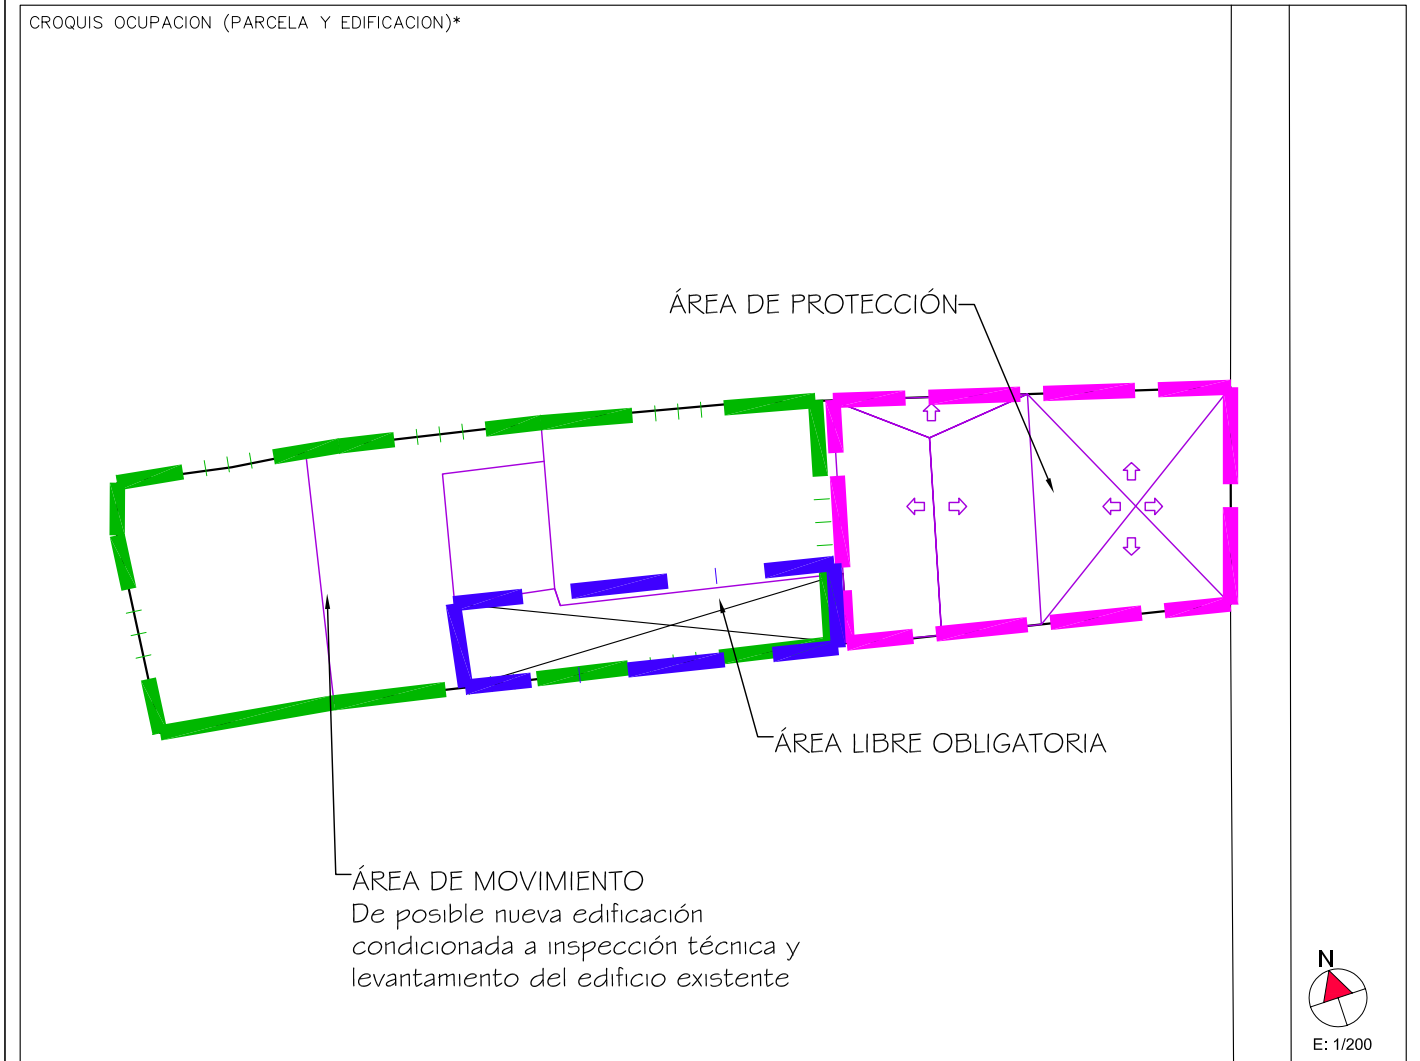 CROQUIS OCUPACION (PARCELA Y EDIFICACION)*
ÁREA DE PROTECCIÓN
ÁREA LIBRE OBLIGATORIA
ÁREA DE MOVIMIENTO
De posible nueva edificación
condicionada a inspección técnica y
levantamiento del edificio existente
N
E: 1/200